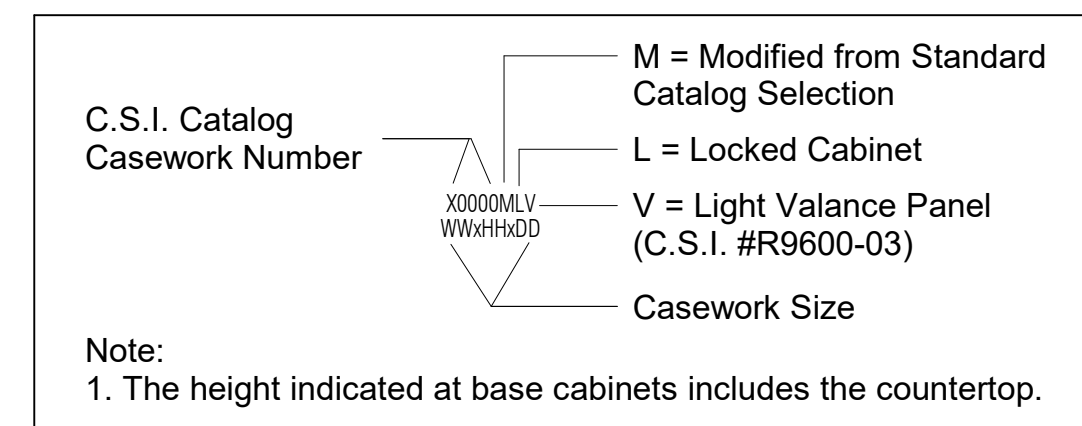 M = Modified from Standard
Catalog Selection
C.S.I. Catalog
Casework Number
L = Locked Cabinet
X0000MLV
WWxHHxDD
V = Light Valance Panel
(C.S.I. #R9600-03)
Casework Size
Note:
1. The height indicated at base cabinets includes the countertop.